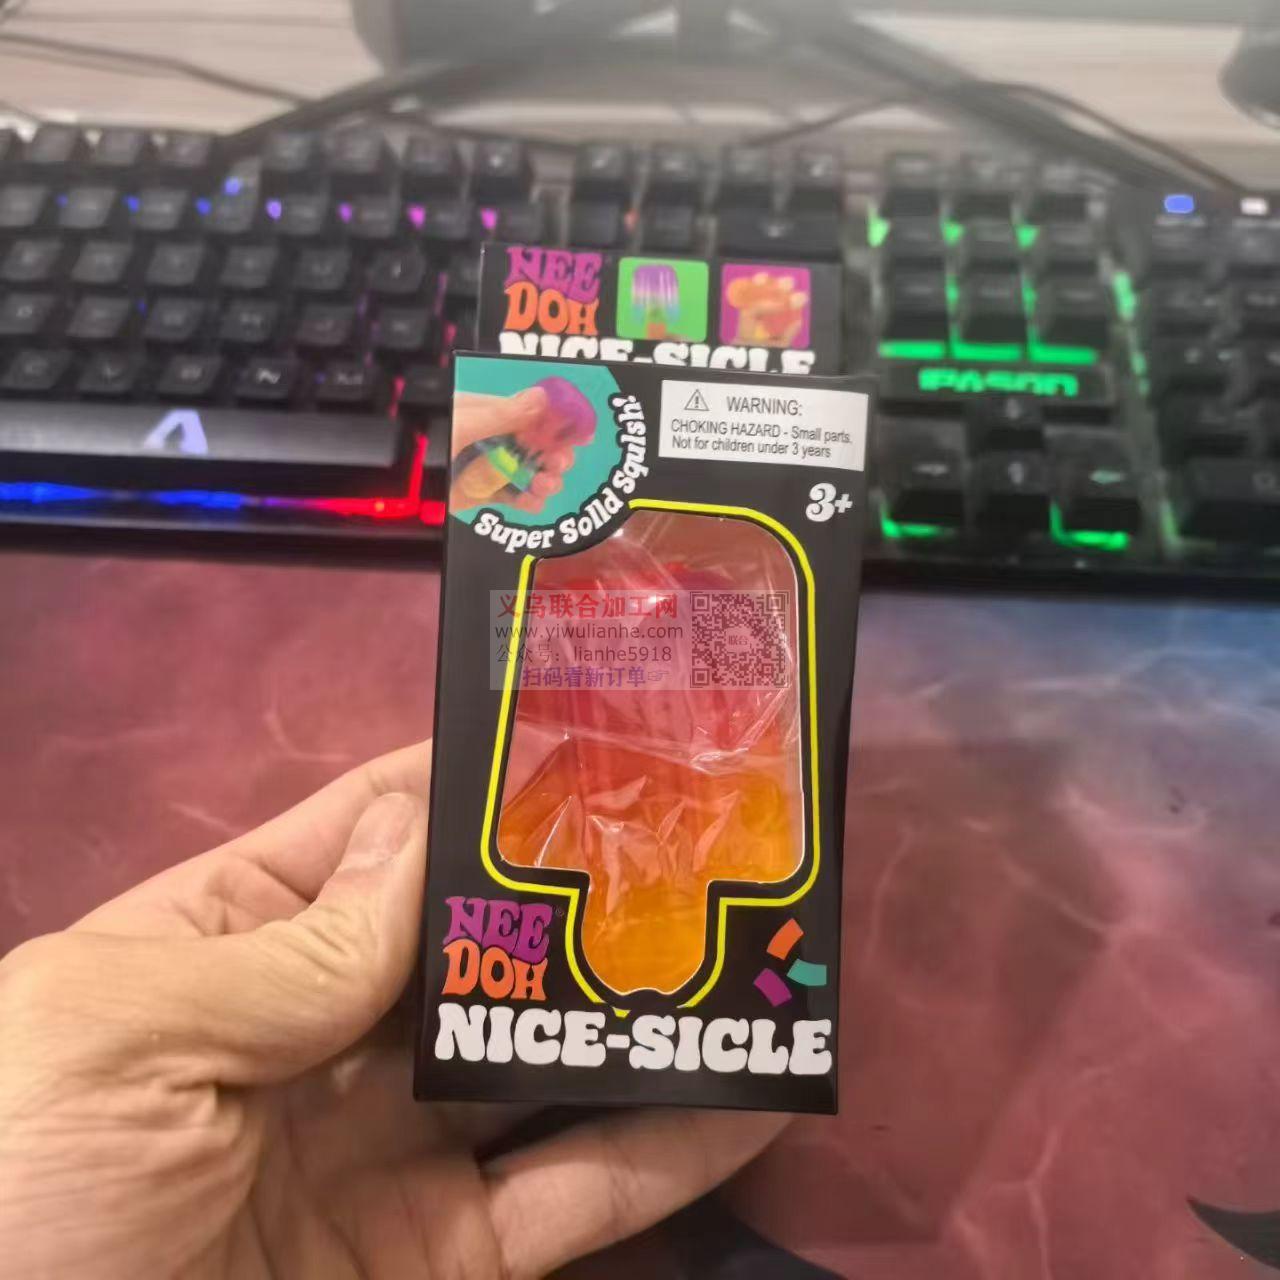 NEE
DOH
NICE-SICLE
Super Solid Squish!
WARNING:
CHOKING HAZARD - Small parts.
Not for children under 3 years
3+
义乌联合加工网
www.yiwulianhe.com
公众号: lianhe5918
扫码看新订单☞
联合
NEE®
DOH
NICE-SICLE